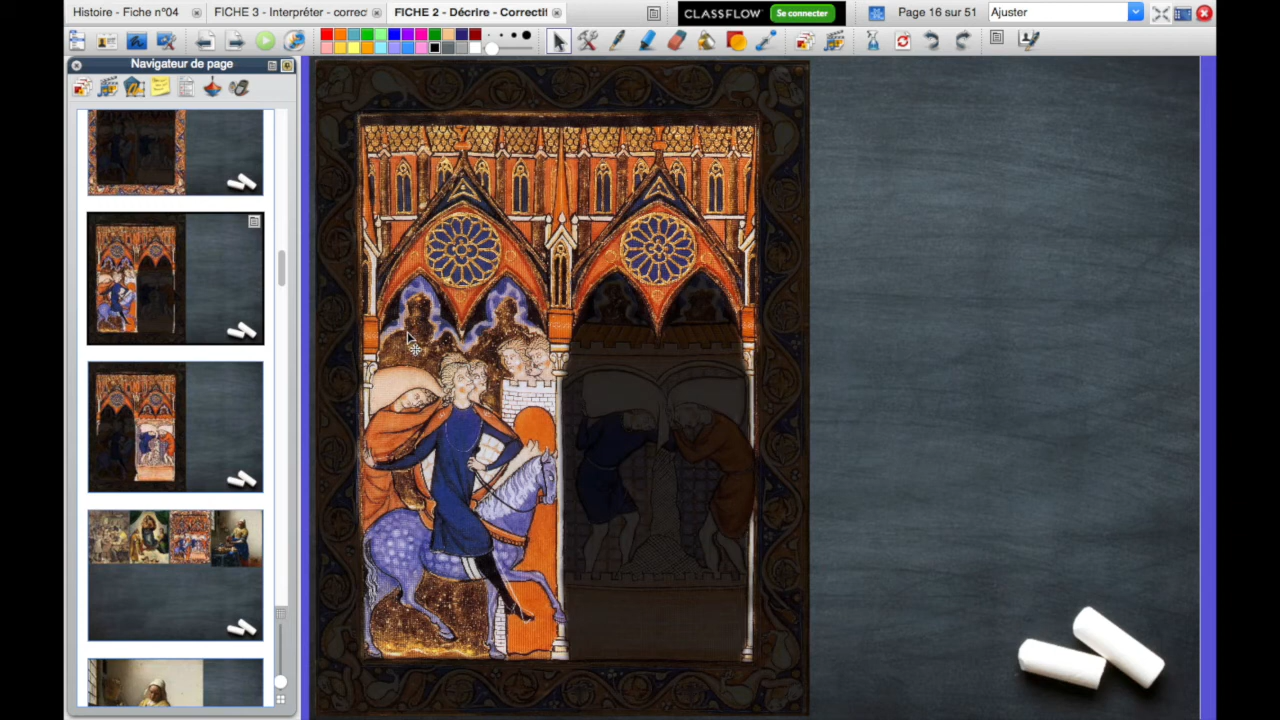 Histoire - Fiche n°04
FICHE 3 - Interpréter - correc
FICHE 2 - Décrire - Correctif
CLASSFLOW
Se connecter
Page 16 sur 51
Ajuster
Navigateur de page